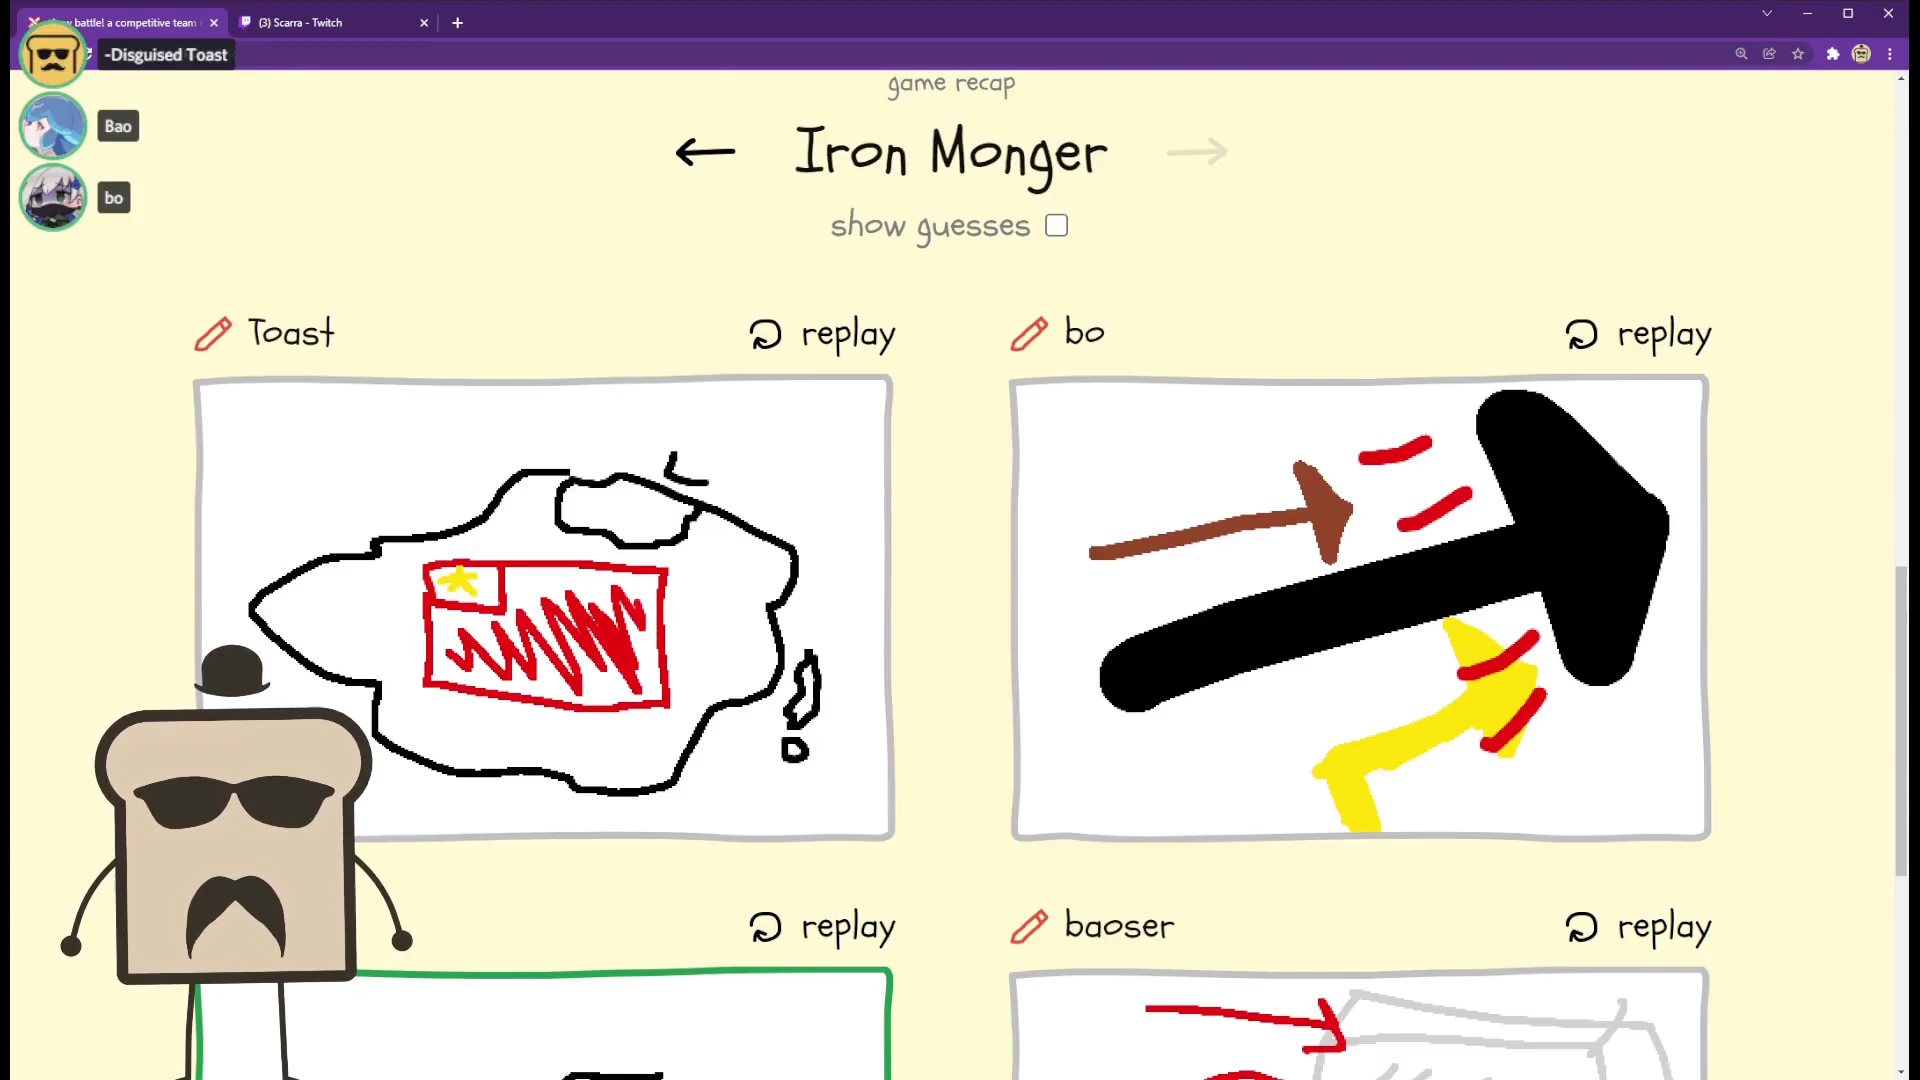 w battle! a competitive team
(3) Scarra - Twitch
-Disguised Toast
Bao
bo
game recap
Iron Monger
show guesses
Toast
replay
bo
replay
replay
baoser
replay